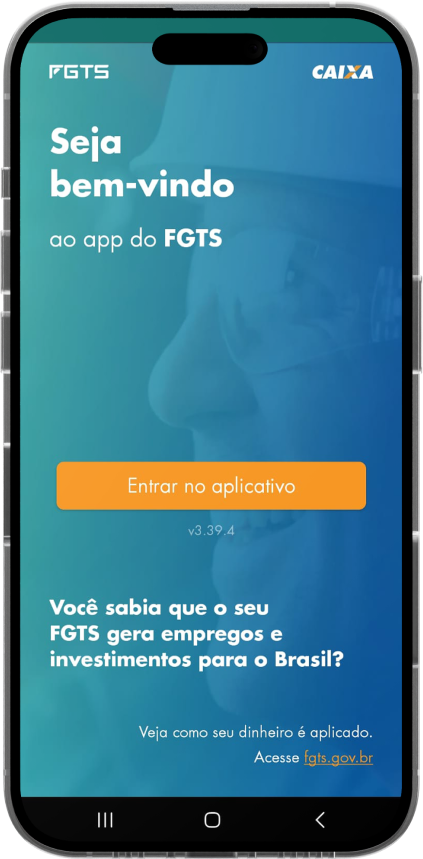 FGTS
CAIXA
Seja
bem-vindo
ao app do FGTS
Entrar no aplicativo
v3.39.4
Você sabia que o seu
FGTS gera empregos e
investimentos para o Brasil?
Veja como seu dinheiro é aplicado.
Acesse fgts.gov.br